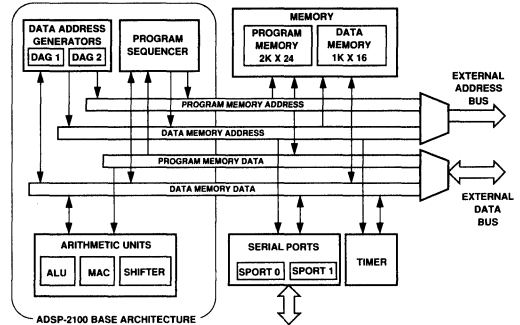 DATA ADDRESS
GENERATORS
DAG 1
DAG 2
PROGRAM
SEQUENCER
MEMORY
PROGRAM
MEMORY
2K X 24
DATA
MEMORY
1K X 16
EXTERNAL
ADDRESS
BUS
PROGRAM MEMORY ADDRESS
DATA MEMORY ADDRESS
PROGRAM MEMORY DATA
DATA MEMORY DATA
EXTERNAL
DATA
BUS
ARITHMETIC UNITS
ALU
MAC
SHIFTER
SERIAL PORTS
SPORT 0
SPORT 1
TIMER
ADSP-2100 BASE ARCHITECTURE